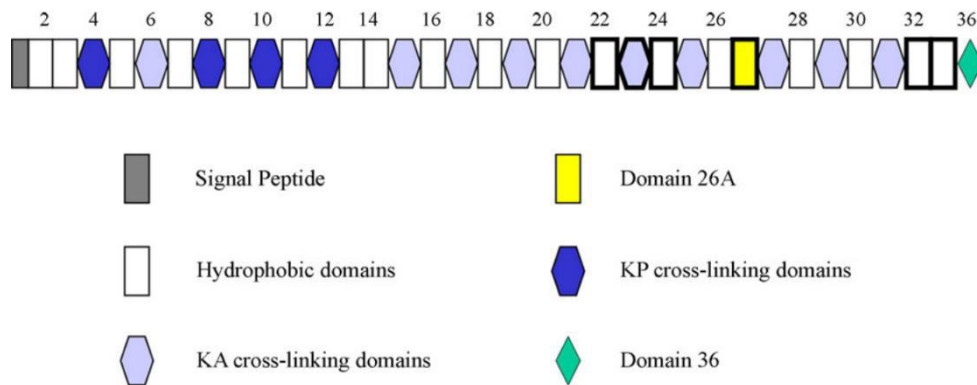 2 4 6 8 10 12 14 16 18 20 22 24 26 28 30 32 36
Signal Peptide Domain 26A
Hydrophobic domains KP cross-linking domains
KA cross-linking domains Domain 36